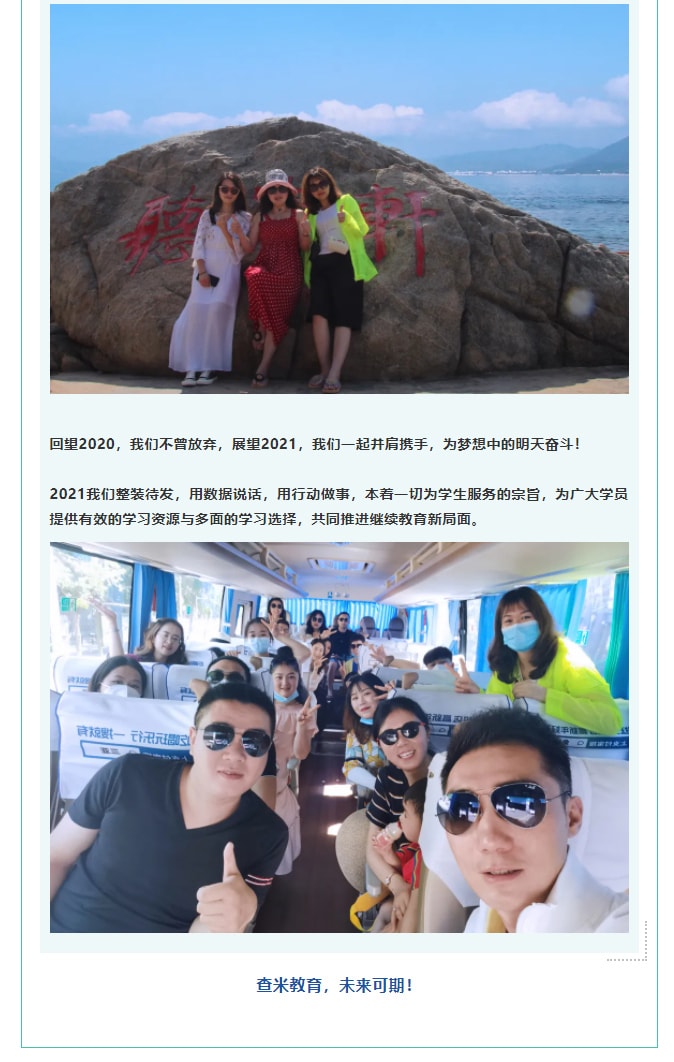 聽 軒
回望2020，我们不曾放弃，展望2021，我们一起并肩携手，为梦想中的明天奋斗！
2021我们整装待发，用数据说话，用行动做事，本着一切为学生服务的宗旨，为广大学员
提供有效的学习资源与多面的学习选择，共同推进继续教育新局面。
查米教育，未来可期！